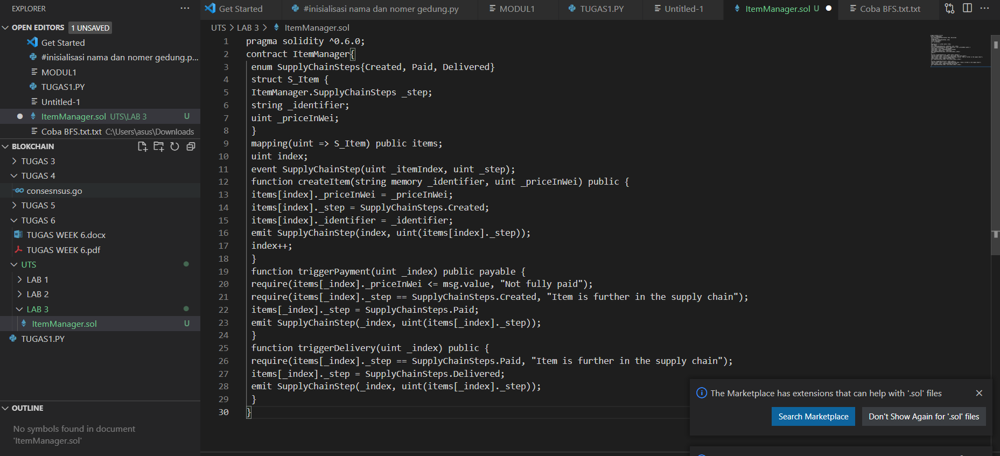 EXPLORER
OPEN EDITORS 1 UNSAVED
Get Started
#inisialisasi nama dan nomer gedung.p...
MODUL1
TUGAS1.PY
Untitled-1
ItemManager.sol UTS\LAB 3 U
Coba BFS.txt.txt C:\Users\asus\Downloads
BLOKCHAIN
TUGAS 3
TUGAS 4
consesnsus.go
TUGAS 5
TUGAS 6
TUGAS WEEK 6.docx
TUGAS WEEK 6.pdf
UTS
LAB 1
LAB 2
LAB 3
ItemManager.sol U
TUGAS1.PY
OUTLINE
No symbols found in document
'ItemManager.sol'
Get Started #inisialisasi nama dan nomer gedung.py MODUL1 TUGAS1.PY Untitled-1 ItemManager.sol U Coba BFS.txt.txt
UTS > LAB 3 > ItemManager.sol
1 pragma solidity ^0.6.0;
2 contract ItemManager{
3 enum SupplyChainSteps{Created, Paid, Delivered}
4 struct S_Item {
5 ItemManager.SupplyChainSteps _step;
6 string _identifier;
7 uint _priceInWei;
8 }
9 mapping(uint => S_Item) public items;
10 uint index;
11 event SupplyChainStep(uint _itemIndex, uint _step);
12 function createItem(string memory _identifier, uint _priceInWei) public {
13 items[index]._priceInWei = _priceInWei;
14 items[index]._step = SupplyChainSteps.Created;
15 items[index]._identifier = _identifier;
16 emit SupplyChainStep(index, uint(items[index]._step));
17 index++;
18 }
19 function triggerPayment(uint _index) public payable {
20 require(items[_index]._priceInWei <= msg.value, "Not fully paid");
21 require(items[_index]._step == SupplyChainSteps.Created, "Item is further in the supply chain");
22 items[_index]._step = SupplyChainSteps.Paid;
23 emit SupplyChainStep(_index, uint(items[_index]._step));
24 }
25 function triggerDelivery(uint _index) public {
26 require(items[_index]._step == SupplyChainSteps.Paid, "Item is further in the supply chain");
27 items[_index]._step = SupplyChainSteps.Delivered;
28 emit SupplyChainStep(_index, uint(items[_index]._step));
29 }
30 }
The Marketplace has extensions that can help with '.sol' files
Search Marketplace Don't Show Again for '.sol' files